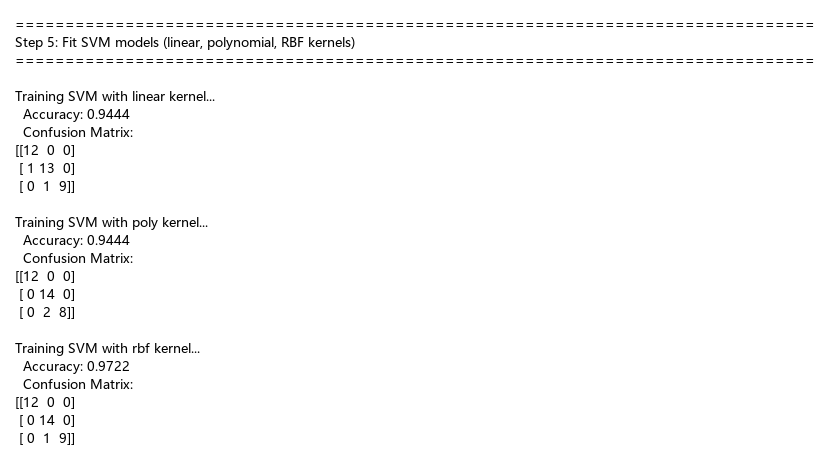 ================================================================================
Step 5: Fit SVM models (linear, polynomial, RBF kernels)
================================================================================
Training SVM with linear kernel...
Accuracy: 0.9444
Confusion Matrix:
[[12 0 0]
[ 1 13 0]
[ 0 1 9]]
Training SVM with poly kernel...
Accuracy: 0.9444
Confusion Matrix:
[[12 0 0]
[ 0 14 0]
[ 0 2 8]]
Training SVM with rbf kernel...
Accuracy: 0.9722
Confusion Matrix:
[[12 0 0]
[ 0 14 0]
[ 0 1 9]]